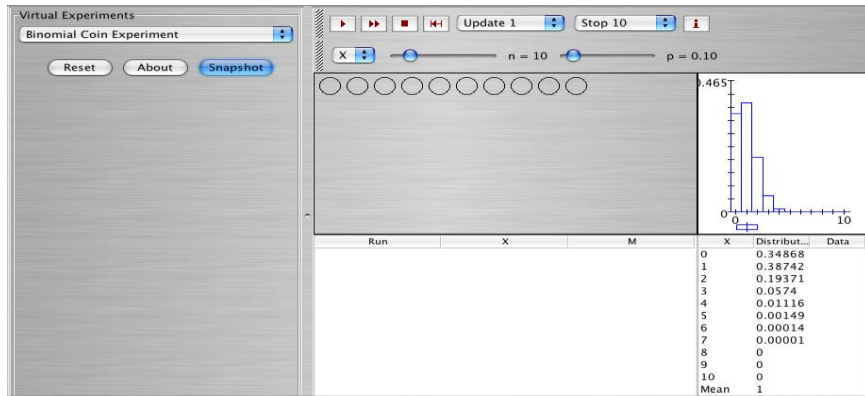 Virtual Experiments
Binomial Coin Experiment
Reset About Snapshot
Update 1 Stop 10 i
X n = 10 p = 0.10
0.465
0
0 10
Run X M
X Distribut... Data
0 0.34868
1 0.38742
2 0.19371
3 0.0574
4 0.01116
5 0.00149
6 0.00014
7 0.00001
8 0
9 0
10 0
Mean 1